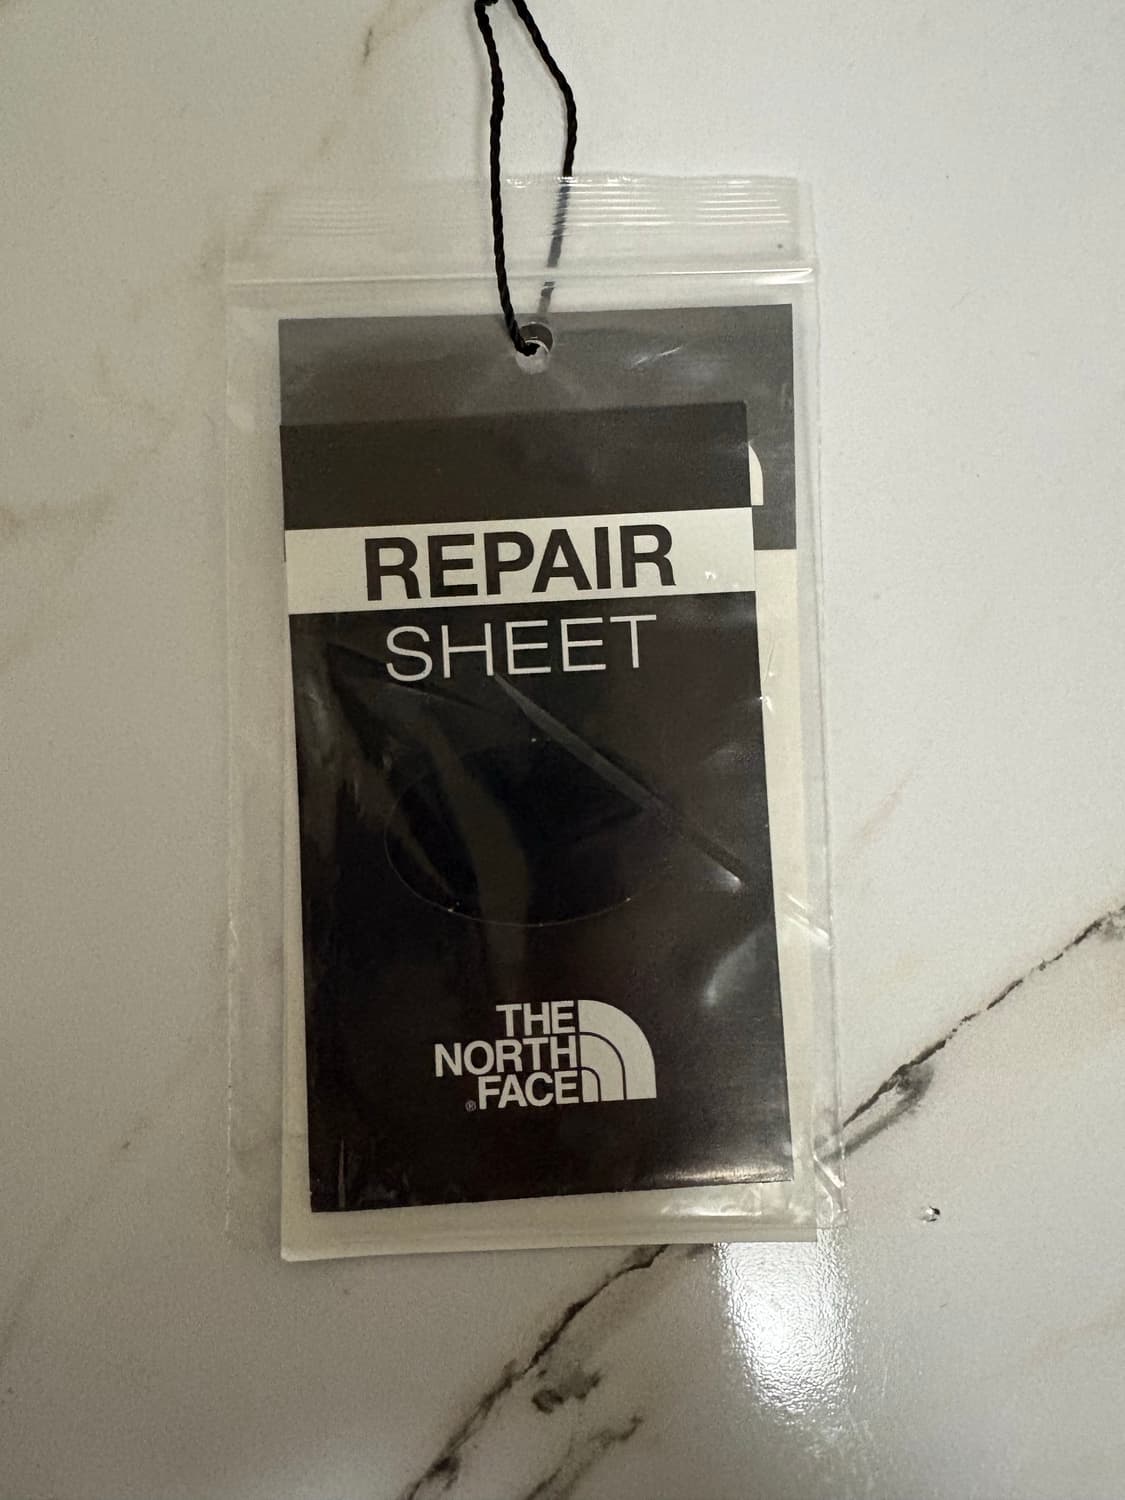 REPAIR
SHEET
THE
NORTH
® FACE